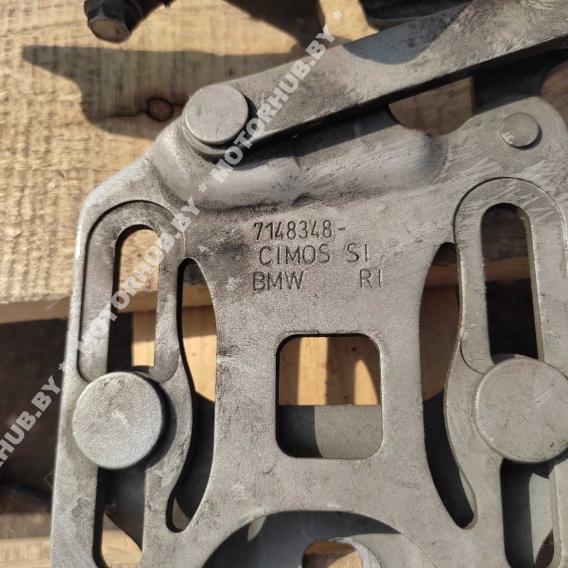 7148348-
CIMOS SI
BMW RI
MOTORHUB.BY * MOTORHUB.BY * MOTORHUB.BY